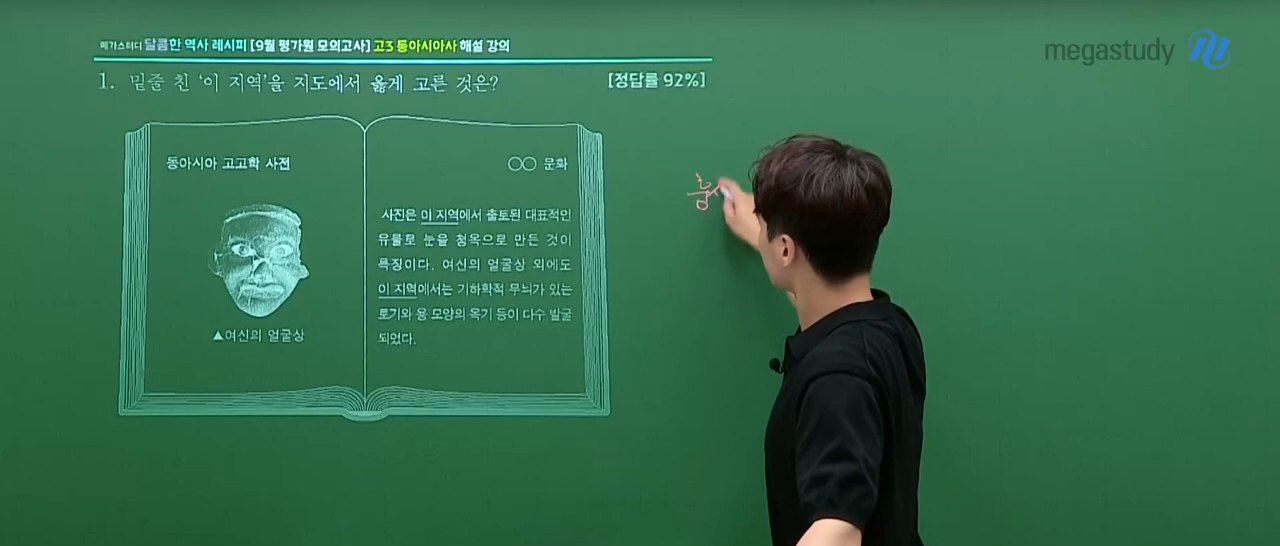 메가스터디 달콤한 역사 레시피 [9월 평가원 모의고사] 고3 동아시아사 해설 강의
megastudy
1. 밑줄 친 '이 지역'을 지도에서 옳게 고른 것은? [정답률 92%]
동아시아 고고학 사전
▲여신의 얼굴상
○○ 문화
사진은 이 지역에서 출토된 대표적인
유물로 눈을 청옥으로 만든 것이
특징이다. 여신의 얼굴상 외에도
이 지역에서는 기하학적 무늬가 있는
토기와 용 모양의 옥기 등이 다수 발굴
되었다.
홍